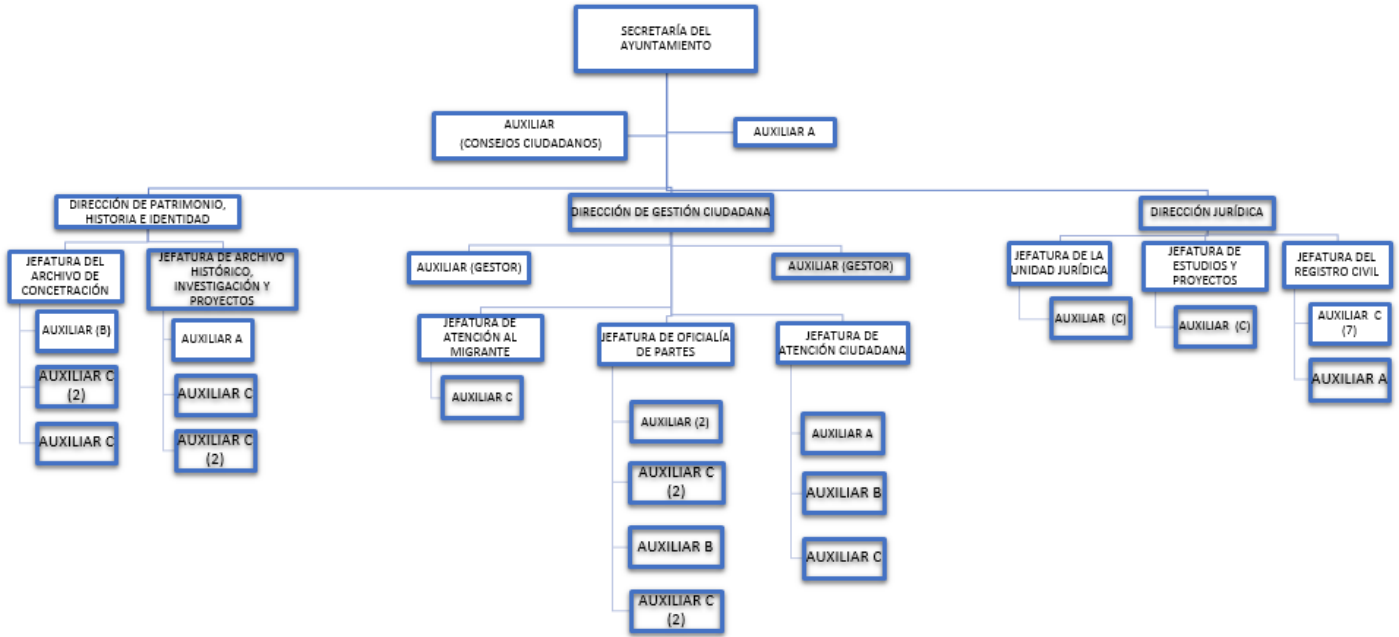 SECRETARÍA DEL
AYUNTAMIENTO
AUXILIAR
(CONSEJOS CIUDADANOS)
AUXILIAR A
DIRECCIÓN DE PATRIMONIO,
HISTORIA E IDENTIDAD
DIRECCIÓN DE GESTIÓN CIUDADANA
DIRECCIÓN JURÍDICA
JEFATURA DEL
ARCHIVO DE
CONCETRACIÓN
JEFATURA DE ARCHIVO
HISTÓRICO,
INVESTIGACIÓN Y
PROYECTOS
AUXILIAR (GESTOR)
AUXILIAR (GESTOR)
JEFATURA DE LA
UNIDAD JURÍDICA
JEFATURA DE
ESTUDIOS Y
PROYECTOS
JEFATURA DEL
REGISTRO CIVIL
AUXILIAR (B)
AUXILIAR C
(2)
AUXILIAR C
AUXILIAR A
AUXILIAR C
AUXILIAR C
(2)
JEFATURA DE
ATENCIÓN AL
MIGRANTE
AUXILIAR C
JEFATURA DE OFICIALÍA
DE PARTES
AUXILIAR (2)
AUXILIAR C
(2)
AUXILIAR B
AUXILIAR C
(2)
JEFATURA DE
ATENCIÓN CIUDADANA
AUXILIAR A
AUXILIAR B
AUXILIAR C
AUXILIAR (C)
AUXILIAR (C)
AUXILIAR C
(7)
AUXILIAR A